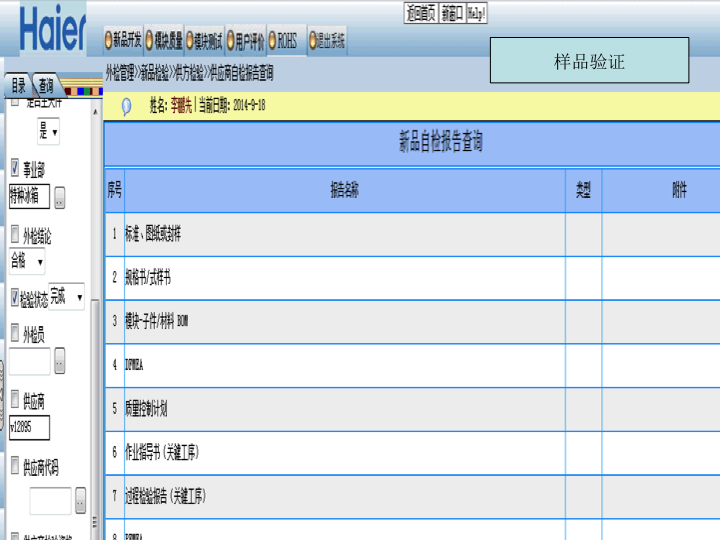 返回首页 新窗口 Help!
Haier
新品开发 模块质量 模块测试 用户评价 ROHS 退出系统
样品验证
外检管理>>新品检验>>供方检验>>供应商自检报告查询
目录 查询
姓名: 李鹏先 | 当前日期: 2014-9-18
是否主关件
是
事业部
特种冰箱
外检结论
合格
检验状态 完成
外检员
供应商
v12895
供应商代码
新品自检报告查询
序号 报告名称 类型 附件
1 标准、图纸或封样
2 规格书/式样书
3 模块-子件/材料 BOM
4 DFMEA
5 质量控制计划
6 作业指导书(关键工序)
7 过程检验报告(关键工序)
8 PFMEA